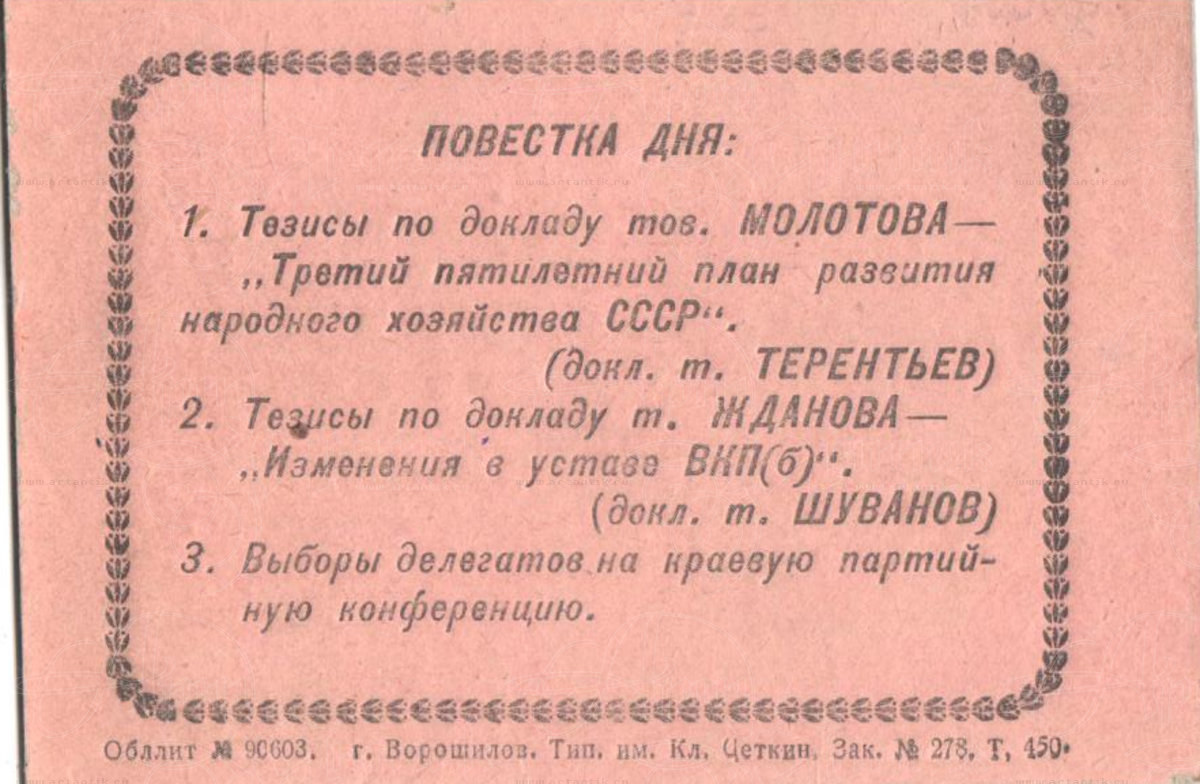 ПОВЕСТКА ДНЯ:
1. Тезисы по докладу тов. МОЛОТОВА—
„Третий пятилетний план развития
народного хозяйства СССР“.
(докл. т. ТЕРЕНТЬЕВ)
2. Тезисы по докладу т. ЖДАНОВА—
„Изменения в уставе ВКП(б)“.
(докл. т. ШУВАНОВ)
3. Выборы делегатов на краевую партий-
ную конференцию.
Обллит № 90603. г. Ворошилов. Тип. им. Кл. Цеткин. Зак. № 278. Т. 450.